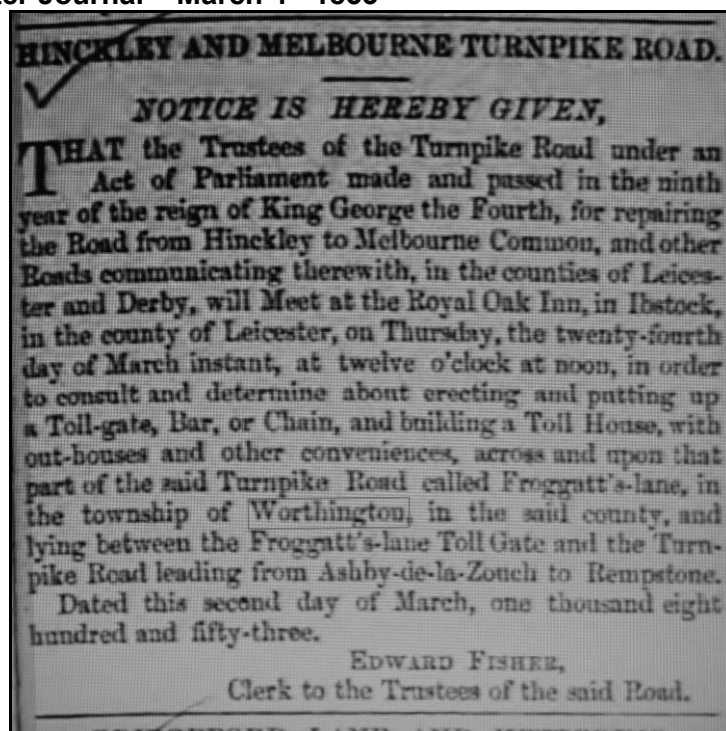 Journal – March
HINCKLEY AND MELBOURNE TURNPIKE ROAD.
NOTICE IS HEREBY GIVEN,
THAT the Trustees of the Turnpike Road under an
Act of Parliament made and passed in the ninth
year of the reign of King George the Fourth, for repairing
the Road from Hinckley to Melbourne Common, and other
Roads communicating therewith, in the counties of Leices-
ter and Derby, will Meet at the Royal Oak Inn, in Ibstock,
in the county of Leicester, on Thursday, the twenty-fourth
day of March instant, at twelve o'clock at noon, in order
to consult and determine about erecting and putting up
a Toll-gate, Bar, or Chain, and building a Toll House, with
out-houses and other conveniences, across and upon that
part of the said Turnpike Road called Froggatt's-lane, in
the township of Worthington, in the said county, and
lying between the Froggatt's-lane Toll Gate and the Turn-
pike Road leading from Ashby-de-la-Zouch to Rempstone.
Dated this second day of March, one thousand eight
hundred and fifty-three.
EDWARD FISHER,
Clerk to the Trustees of the said Road.